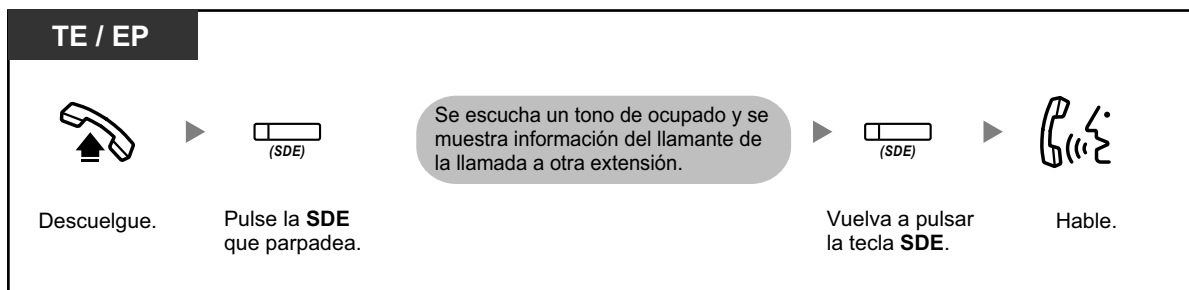 TE / EP
(SDE)
Se escucha un tono de ocupado y se
muestra información del llamante de
la llamada a otra extensión.
(SDE)
Descuelgue.
Pulse la SDE
que parpadea.
Vuelva a pulsar
la tecla SDE.
Hable.